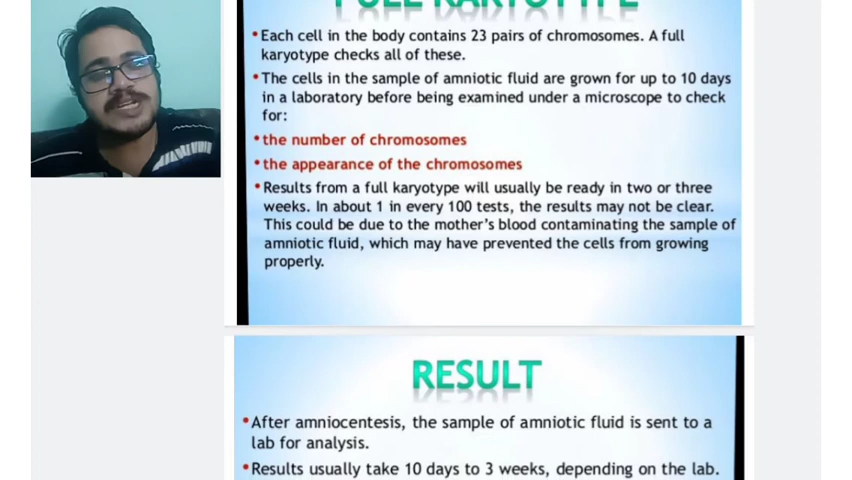 FULL KARYOTYPE
•Each cell in the body contains 23 pairs of chromosomes. A full
karyotype checks all of these.
•The cells in the sample of amniotic fluid are grown for up to 10 days
in a laboratory before being examined under a microscope to check
for:
•the number of chromosomes
•the appearance of the chromosomes
•Results from a full karyotype will usually be ready in two or three
weeks. In about 1 in every 100 tests, the results may not be clear.
This could be due to the mother's blood contaminating the sample of
amniotic fluid, which may have prevented the cells from growing
properly.
RESULT
•After amniocentesis, the sample of amniotic fluid is sent to a
lab for analysis.
•Results usually take 10 days to 3 weeks, depending on the lab.